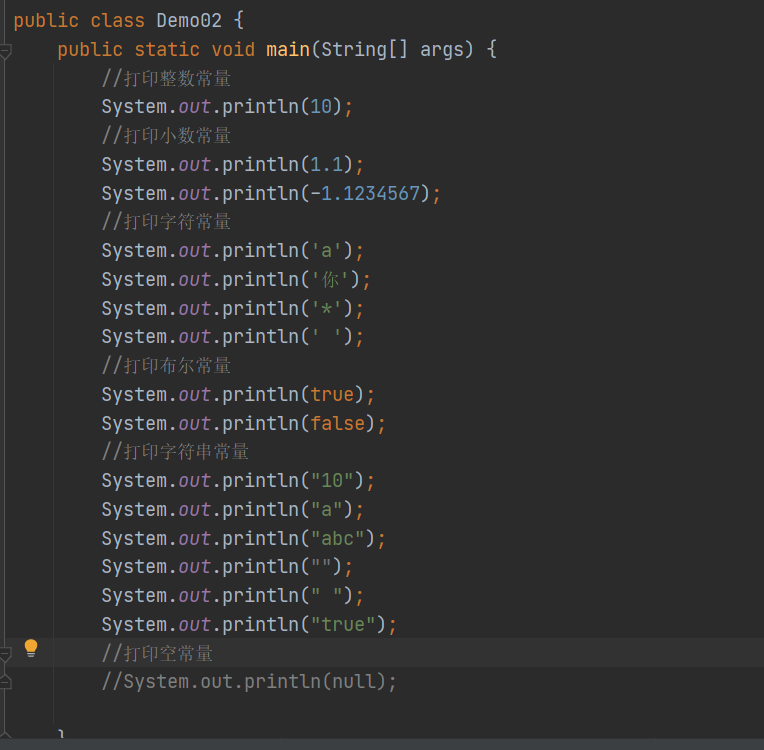 public class Demo02 {
public static void main(String[] args) {
//打印整数常量
System.out.println(10);
//打印小数常量
System.out.println(1.1);
System.out.println(-1.1234567);
//打印字符常量
System.out.println('a');
System.out.println('你');
System.out.println('*');
System.out.println(' ');
//打印布尔常量
System.out.println(true);
System.out.println(false);
//打印字符串常量
System.out.println("10");
System.out.println("a");
System.out.println("abc");
System.out.println("");
System.out.println(" ");
System.out.println("true");
//打印空常量
//System.out.println(null);
}